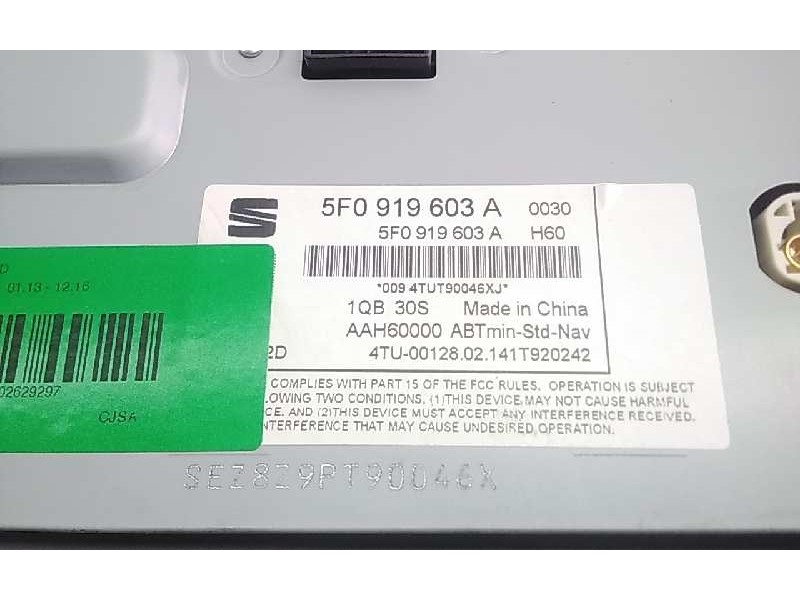 5F0 919 603 A 0030
5F0 919 603 A H60
*009 4TUT90046XJ*
1QB 30S Made in China
AAH60000 ABTmin-Std-Nav
2D 4TU-00128.02.141T920242
COMPLIES WITH PART 15 OF THE FCC RULES. OPERATION IS SUBJECT
LOWING TWO CONDITIONS. (1)THIS DEVICE MAY NOT CAUSE HARMFUL
CE, AND (2)THIS DEVICE MUST ACCEPT ANY INTERFERENCE RECEIVED.
INTERFERENCE THAT MAY CAUSE UNDESIRED OPERATION.
D
01.13 - 12.16
02629297
CJSA
SEZ8Z9PT90046X